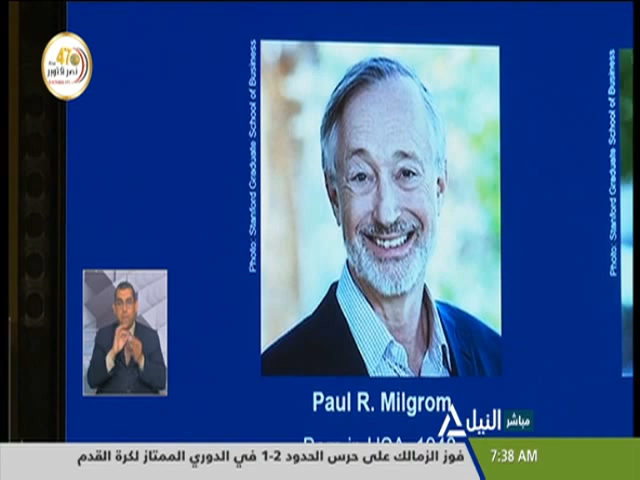 47
Photo: Stanford Graduate School of Business
Photo: Stanford Graduate School of Business
Paul R. Milgrom
النيل
مباشر
فوز الزمالك على حرس الحدود 2-1 في الدوري الممتاز لكرة القدم
7:38 AM